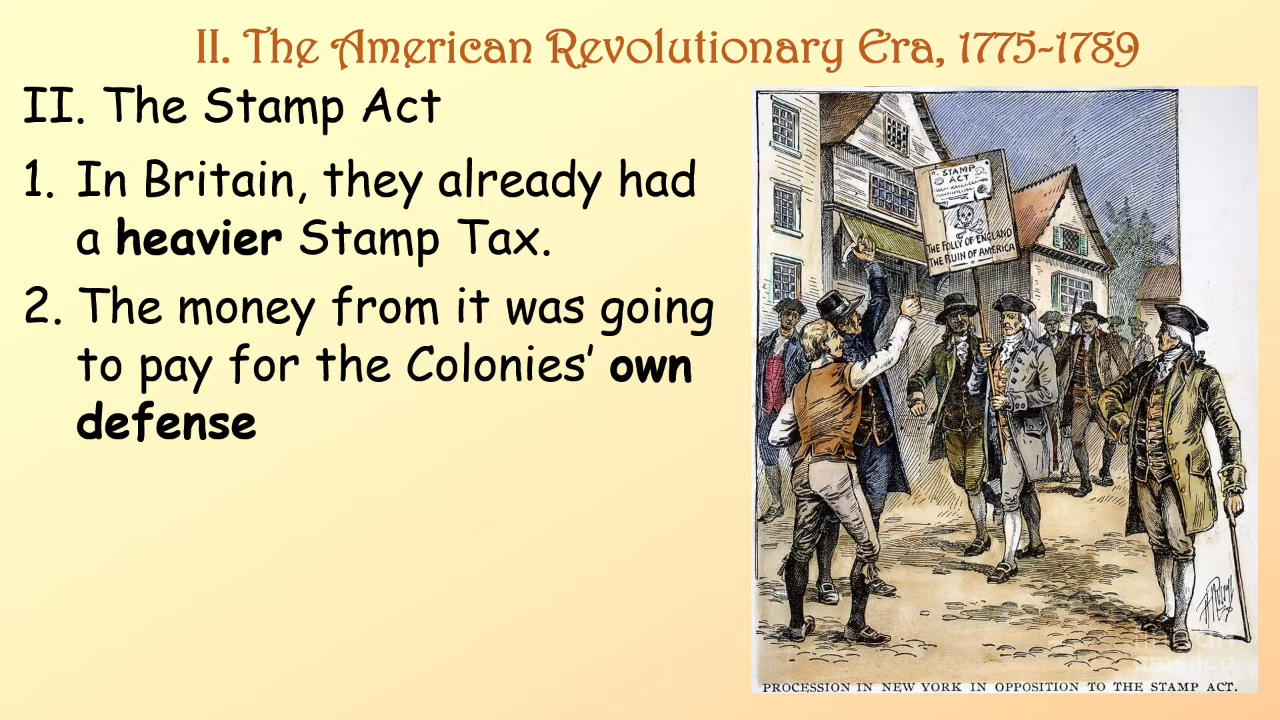 II. The American Revolutionary Era, 1775-1789
II. The Stamp Act
1. In Britain, they already had
a heavier Stamp Tax.
2. The money from it was going
to pay for the Colonies’ own
defense
STAMP
ACT
THE FOLLY OF ENGLAND
THE RUIN OF AMERICA
america
PROCESSION IN NEW YORK IN OPPOSITION TO THE STAMP ACT.